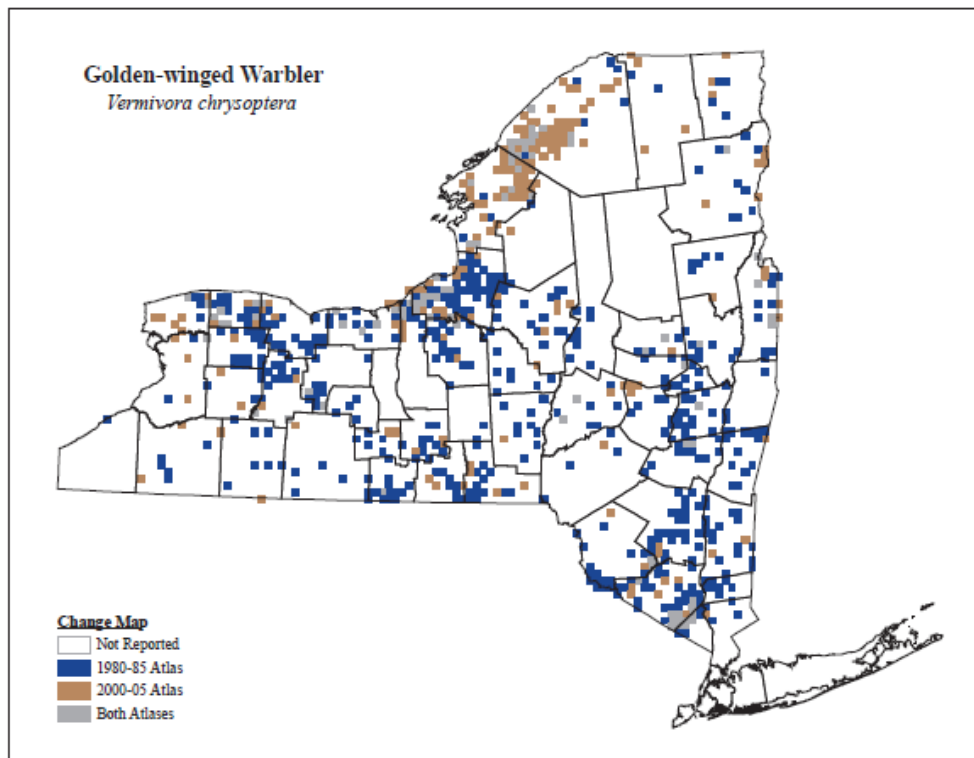 Golden-winged Warbler
Vermivora chrysoptera
Change Map
Not Reported
1980-85 Atlas
2000-05 Atlas
Both Atlases